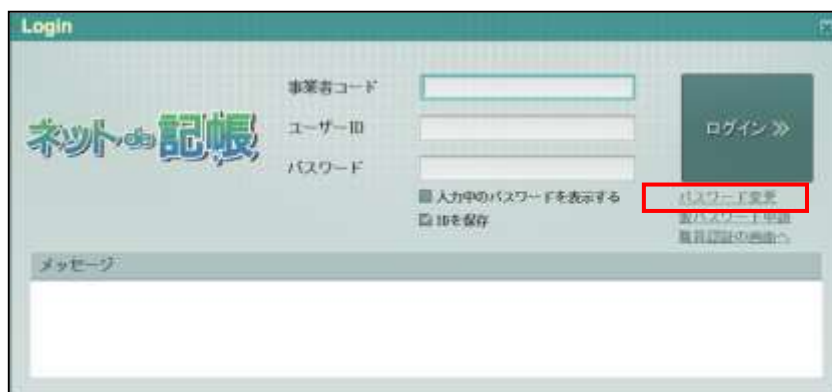 Login
事業者コード
ユーザーID
パスワード
ネットde記帳
ログイン ≫
入力中のパスワードを表示する
IDを保存
パスワード変更
仮パスワード申請
職員認証の画面へ
メッセージ